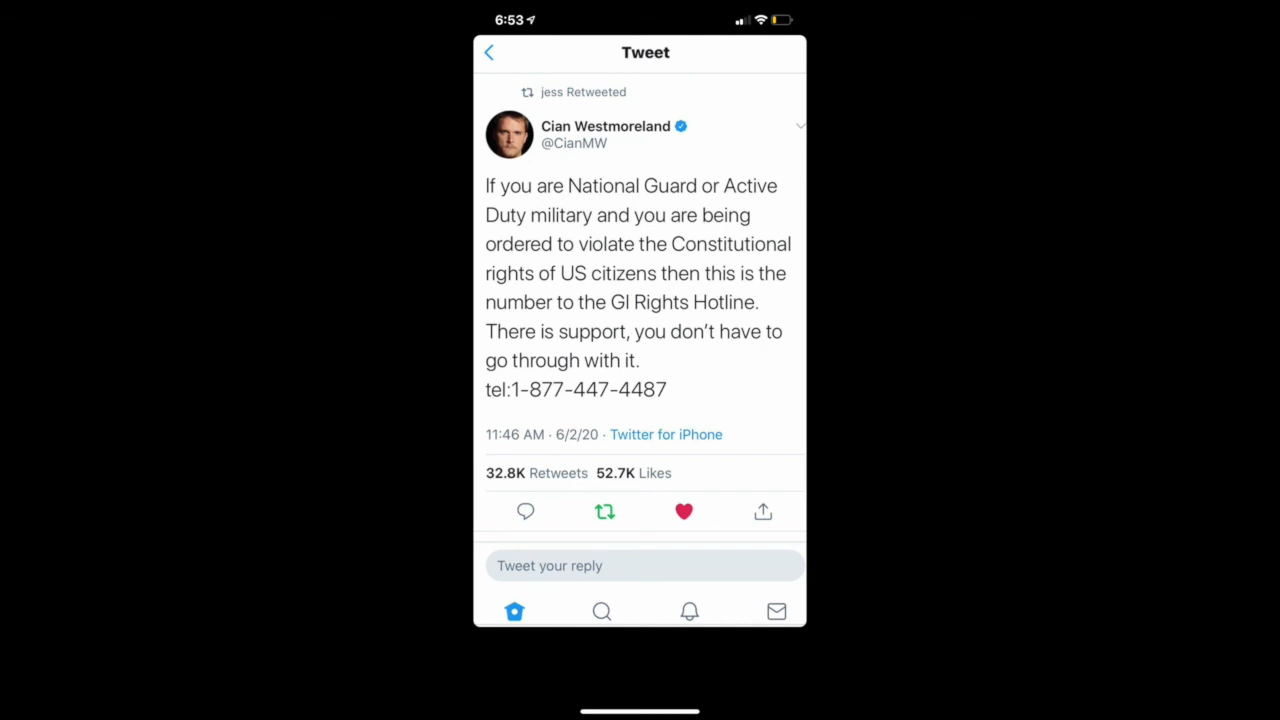 6:53
Tweet
jess Retweeted
Cian Westmoreland
@CianMW
If you are National Guard or Active
Duty military and you are being
ordered to violate the Constitutional
rights of US citizens then this is the
number to the GI Rights Hotline.
There is support, you don’t have to
go through with it.
tel:1-877-447-4487
11:46 AM · 6/2/20 · Twitter for iPhone
32.8K Retweets 52.7K Likes
Tweet your reply